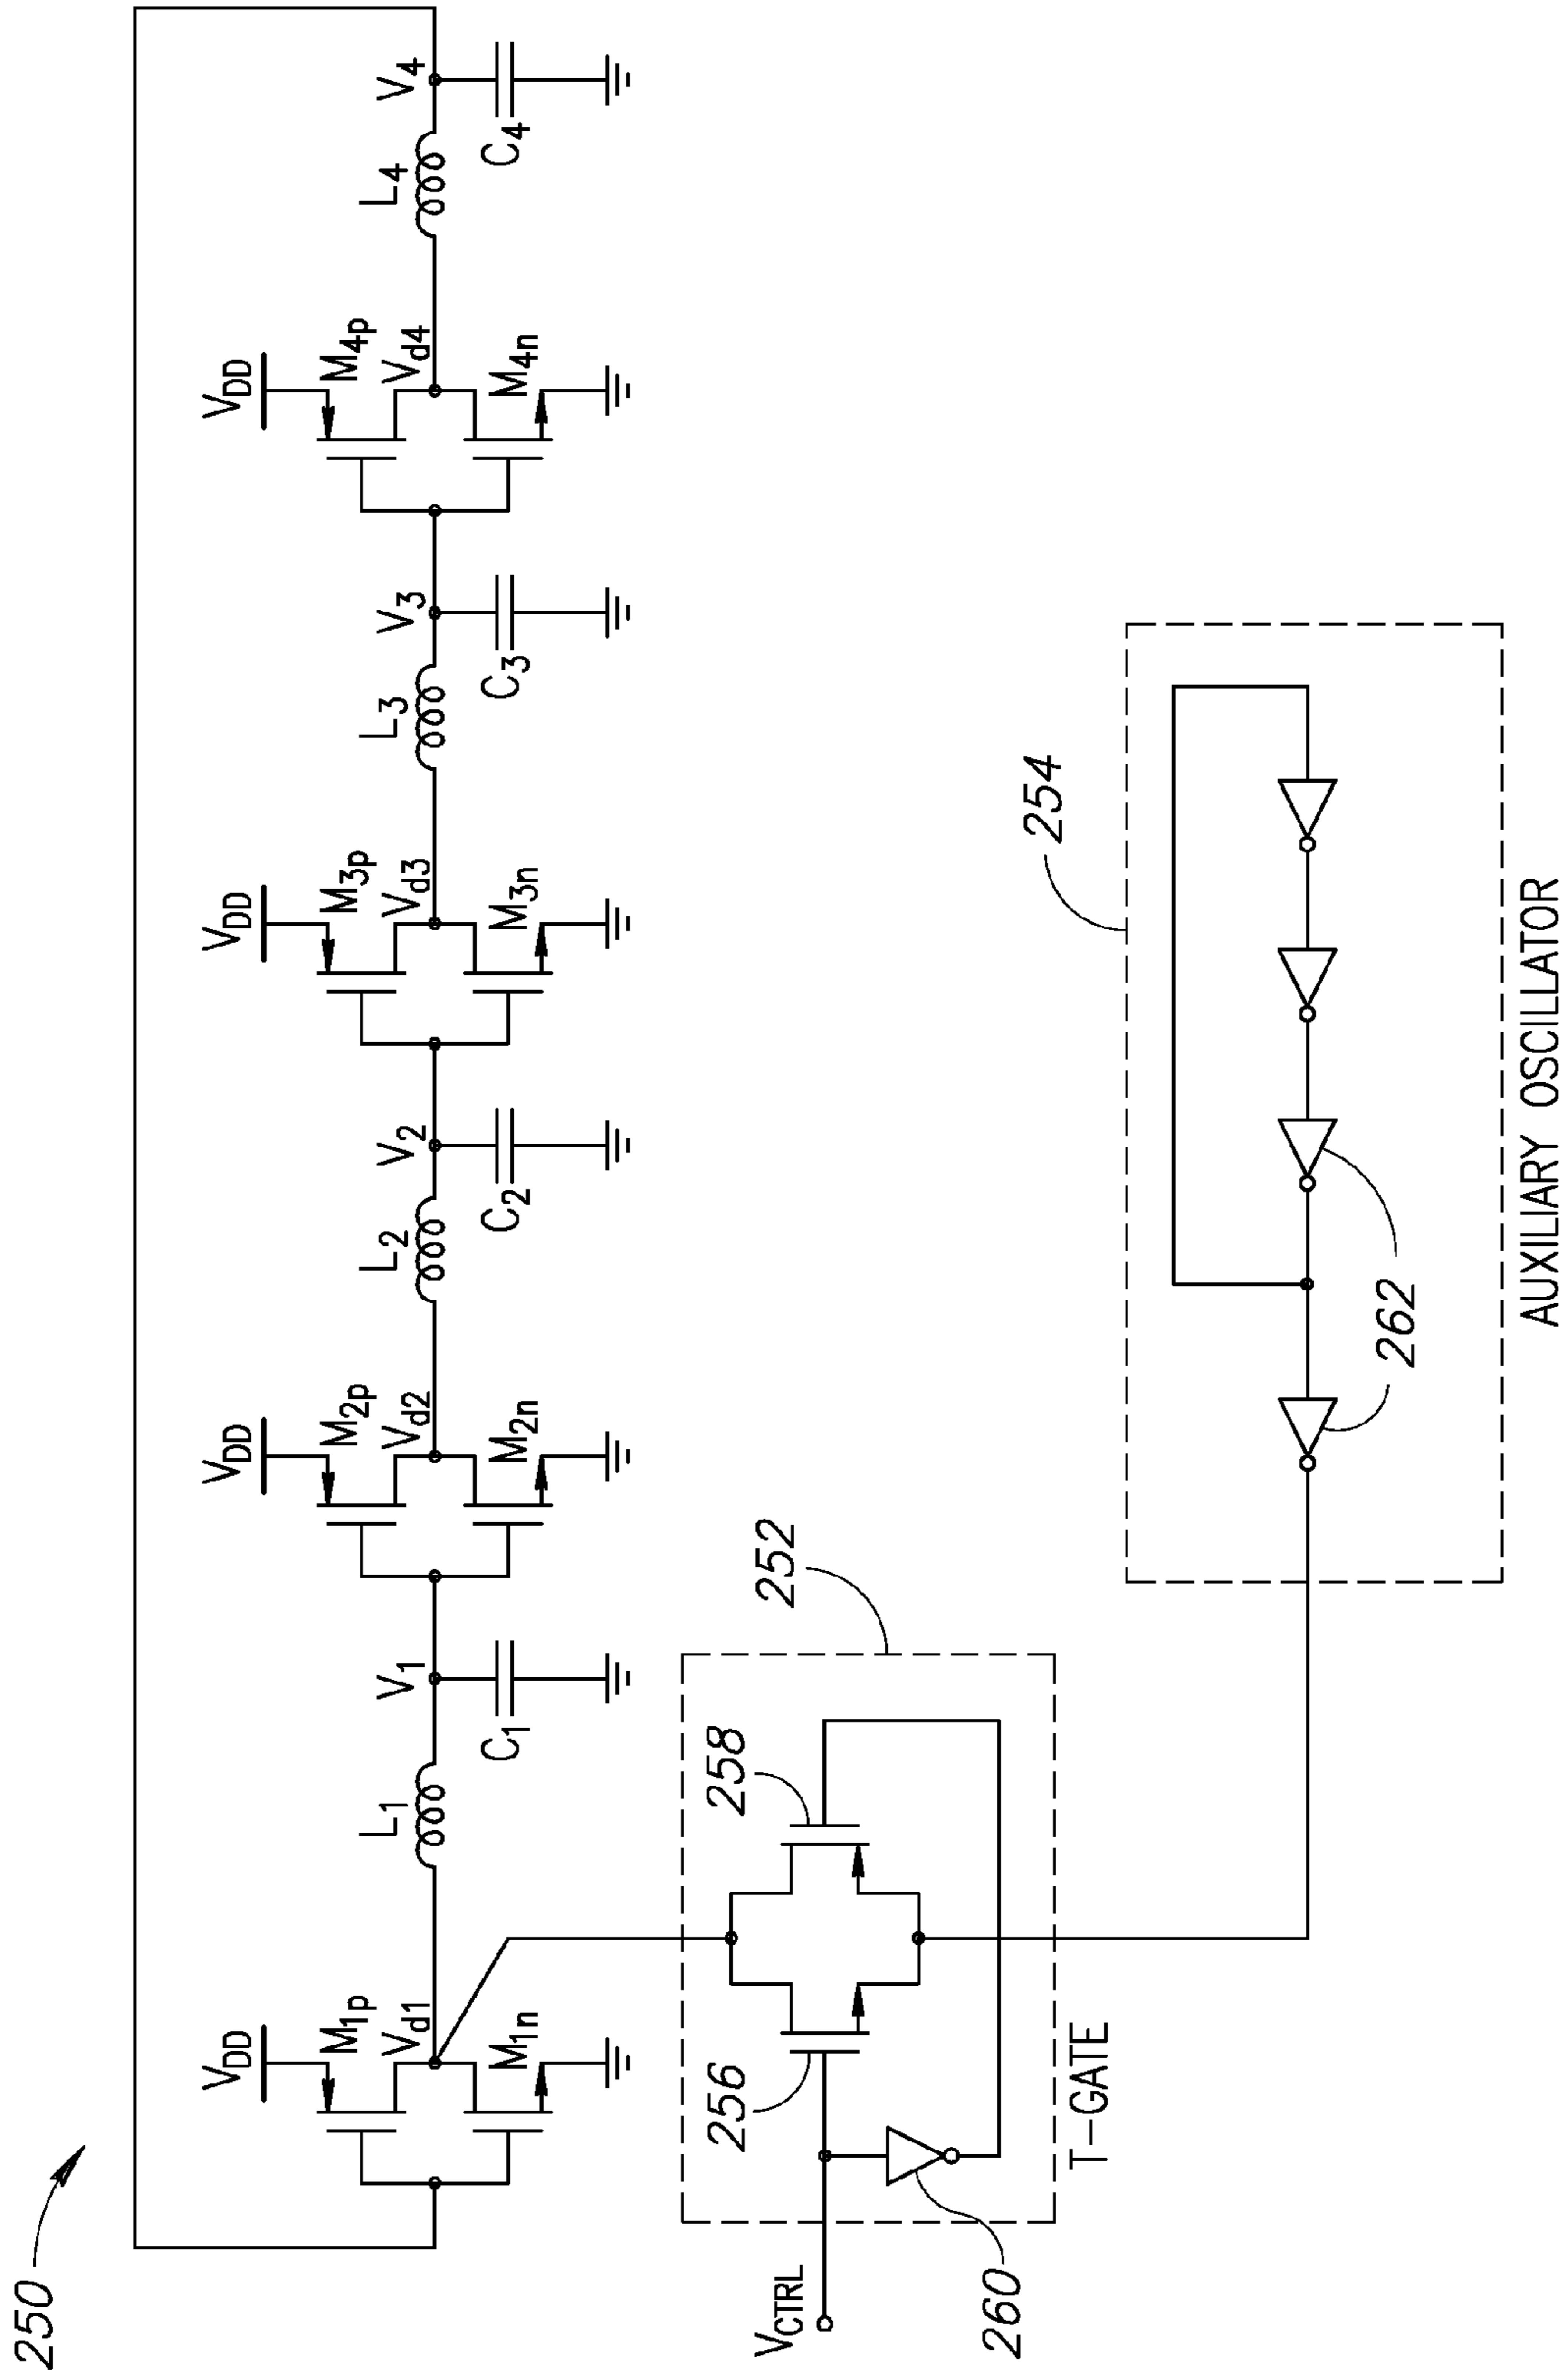 250
V4
L4
C4
VDD
M4p
Vd4
M4n
V3
L3
C3
VDD
M3p
Vd3
M3n
V2
L2
C2
VDD
M2p
Vd2
M2n
V1
L1
C1
VDD
M1p
Vd1
M1n
252
258
256
260
VCTRL
T-GATE
254
262
AUXILIARY OSCILLATOR